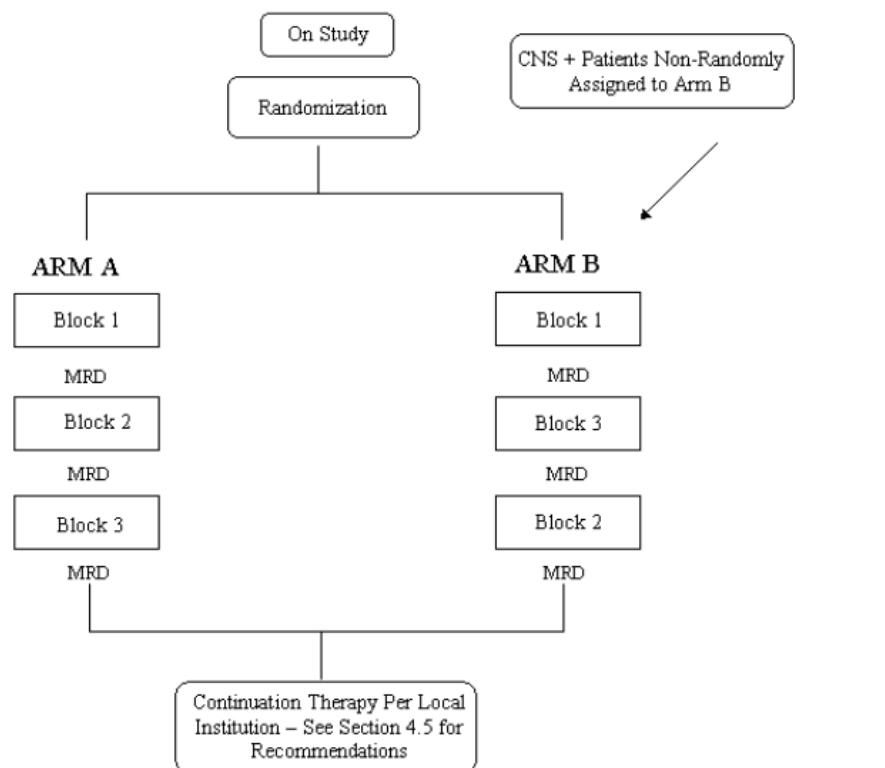 On Study
CNS + Patients Non-Randomly
Assigned to Arm B
Randomization
ARM A
ARM B
Block 1
Block 1
MRD
MRD
Block 2
Block 3
MRD
MRD
Block 3
Block 2
MRD
MRD
Continuation Therapy Per Local
Institution – See Section 4.5 for
Recommendations